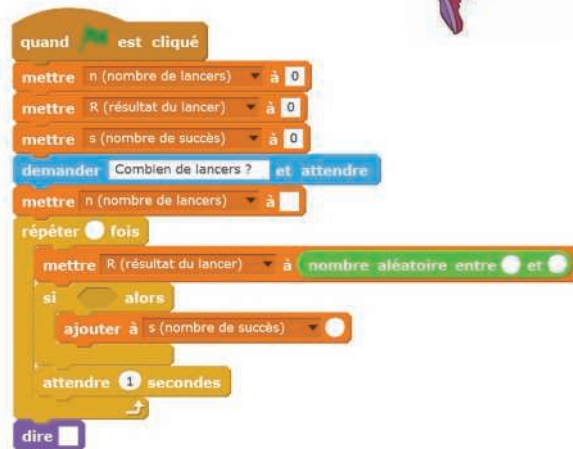 quand est cliqué
mettre n (nombre de lancers) à 0
mettre R (résultat du lancer) à 0
mettre s (nombre de succès) à 0
demander Combien de lancers ? et attendre
mettre n (nombre de lancers) à
répéter fois
mettre R (résultat du lancer) à nombre aléatoire entre et
si alors
ajouter à s (nombre de succès)
attendre 1 secondes
dire